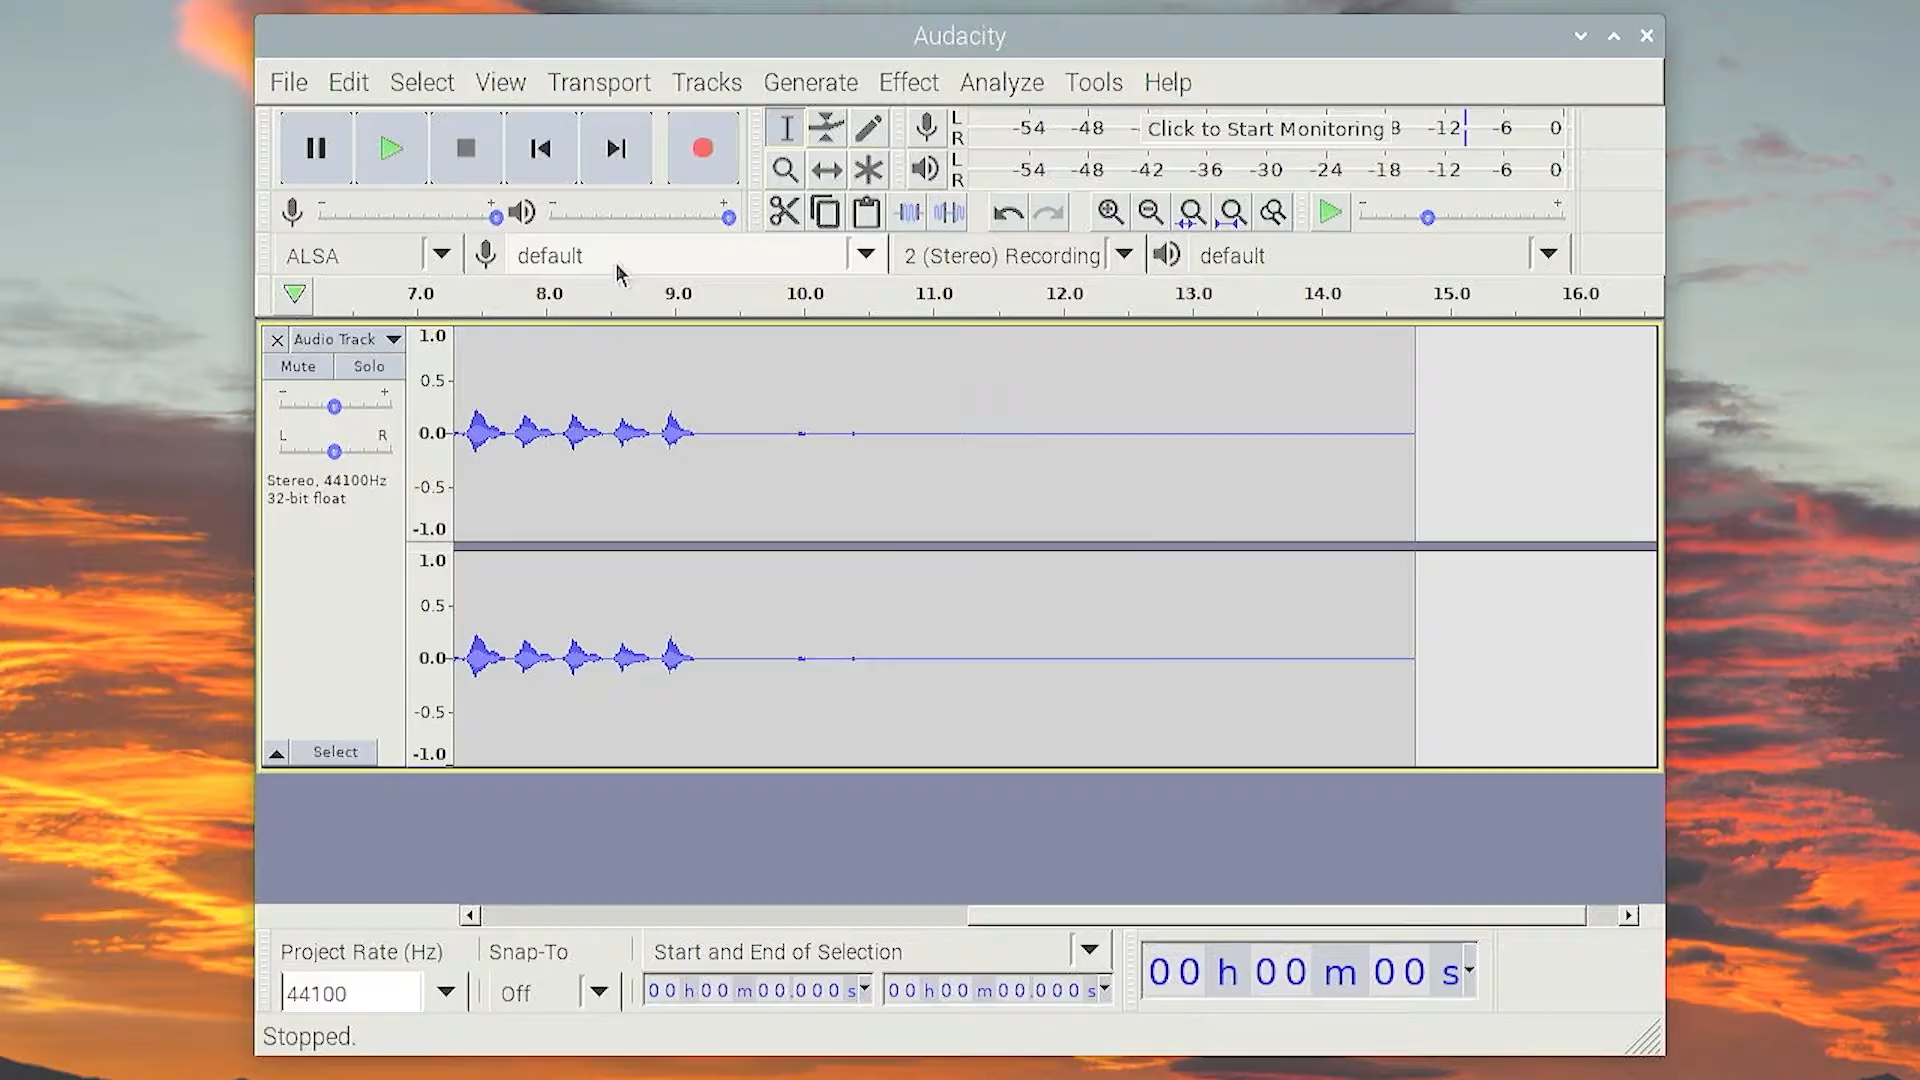 Audacity
File Edit Select View Transport Tracks Generate Effect Analyze Tools Help
L R -54 -48 - Click to Start Monitoring 8 -12 -6 0
L R -54 -48 -42 -36 -30 -24 -18 -12 -6 0
- + - + - +
ALSA default 2 (Stereo) Recording default
7.0 8.0 9.0 10.0 11.0 12.0 13.0 14.0 15.0 16.0
Audio Track
Mute Solo
- +
L R
Stereo, 44100Hz
32-bit float
Select
1.0
0.5
0.0
-0.5
-1.0
1.0
0.5
0.0
-0.5
-1.0
Project Rate (Hz) Snap-To Start and End of Selection
44100 Off 00 h 00 m 00.000 s 00 h 00 m 00.000 s 00 h 00 m 00 s
Stopped.